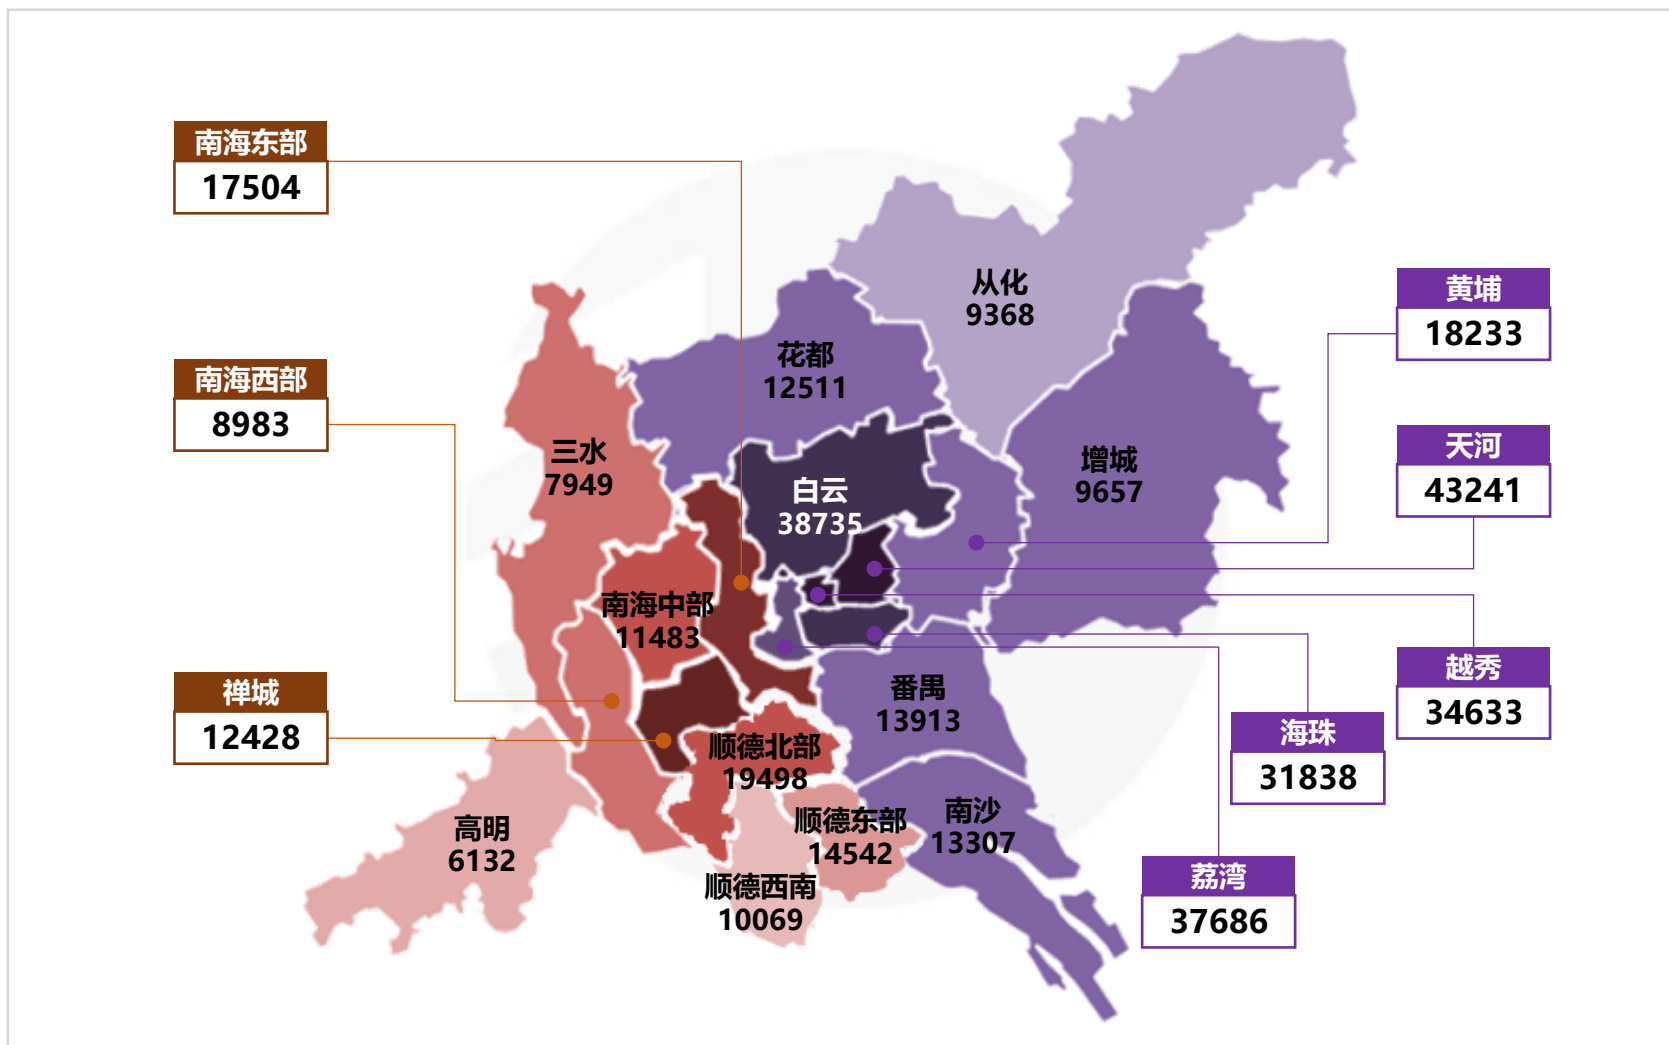 南海东部
17504
从化
9368
黄埔
18233
花都
12511
南海西部
8983
三水
7949
增城
9657
天河
43241
白云
38735
南海中部
11483
越秀
34633
禅城
12428
番禺
13913
海珠
31838
顺德北部
19498
高明
6132
顺德东部
14542
南沙
13307
顺德西南
10069
荔湾
37686